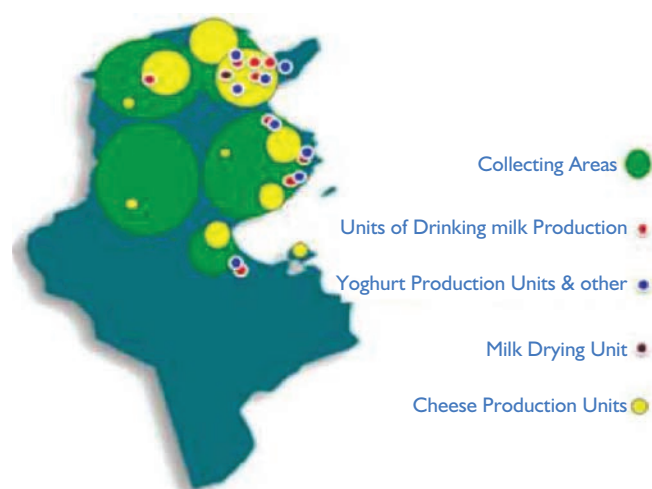 Collecting Areas
Units of Drinking milk Production
Yoghurt Production Units & other
Milk Drying Unit
Cheese Production Units